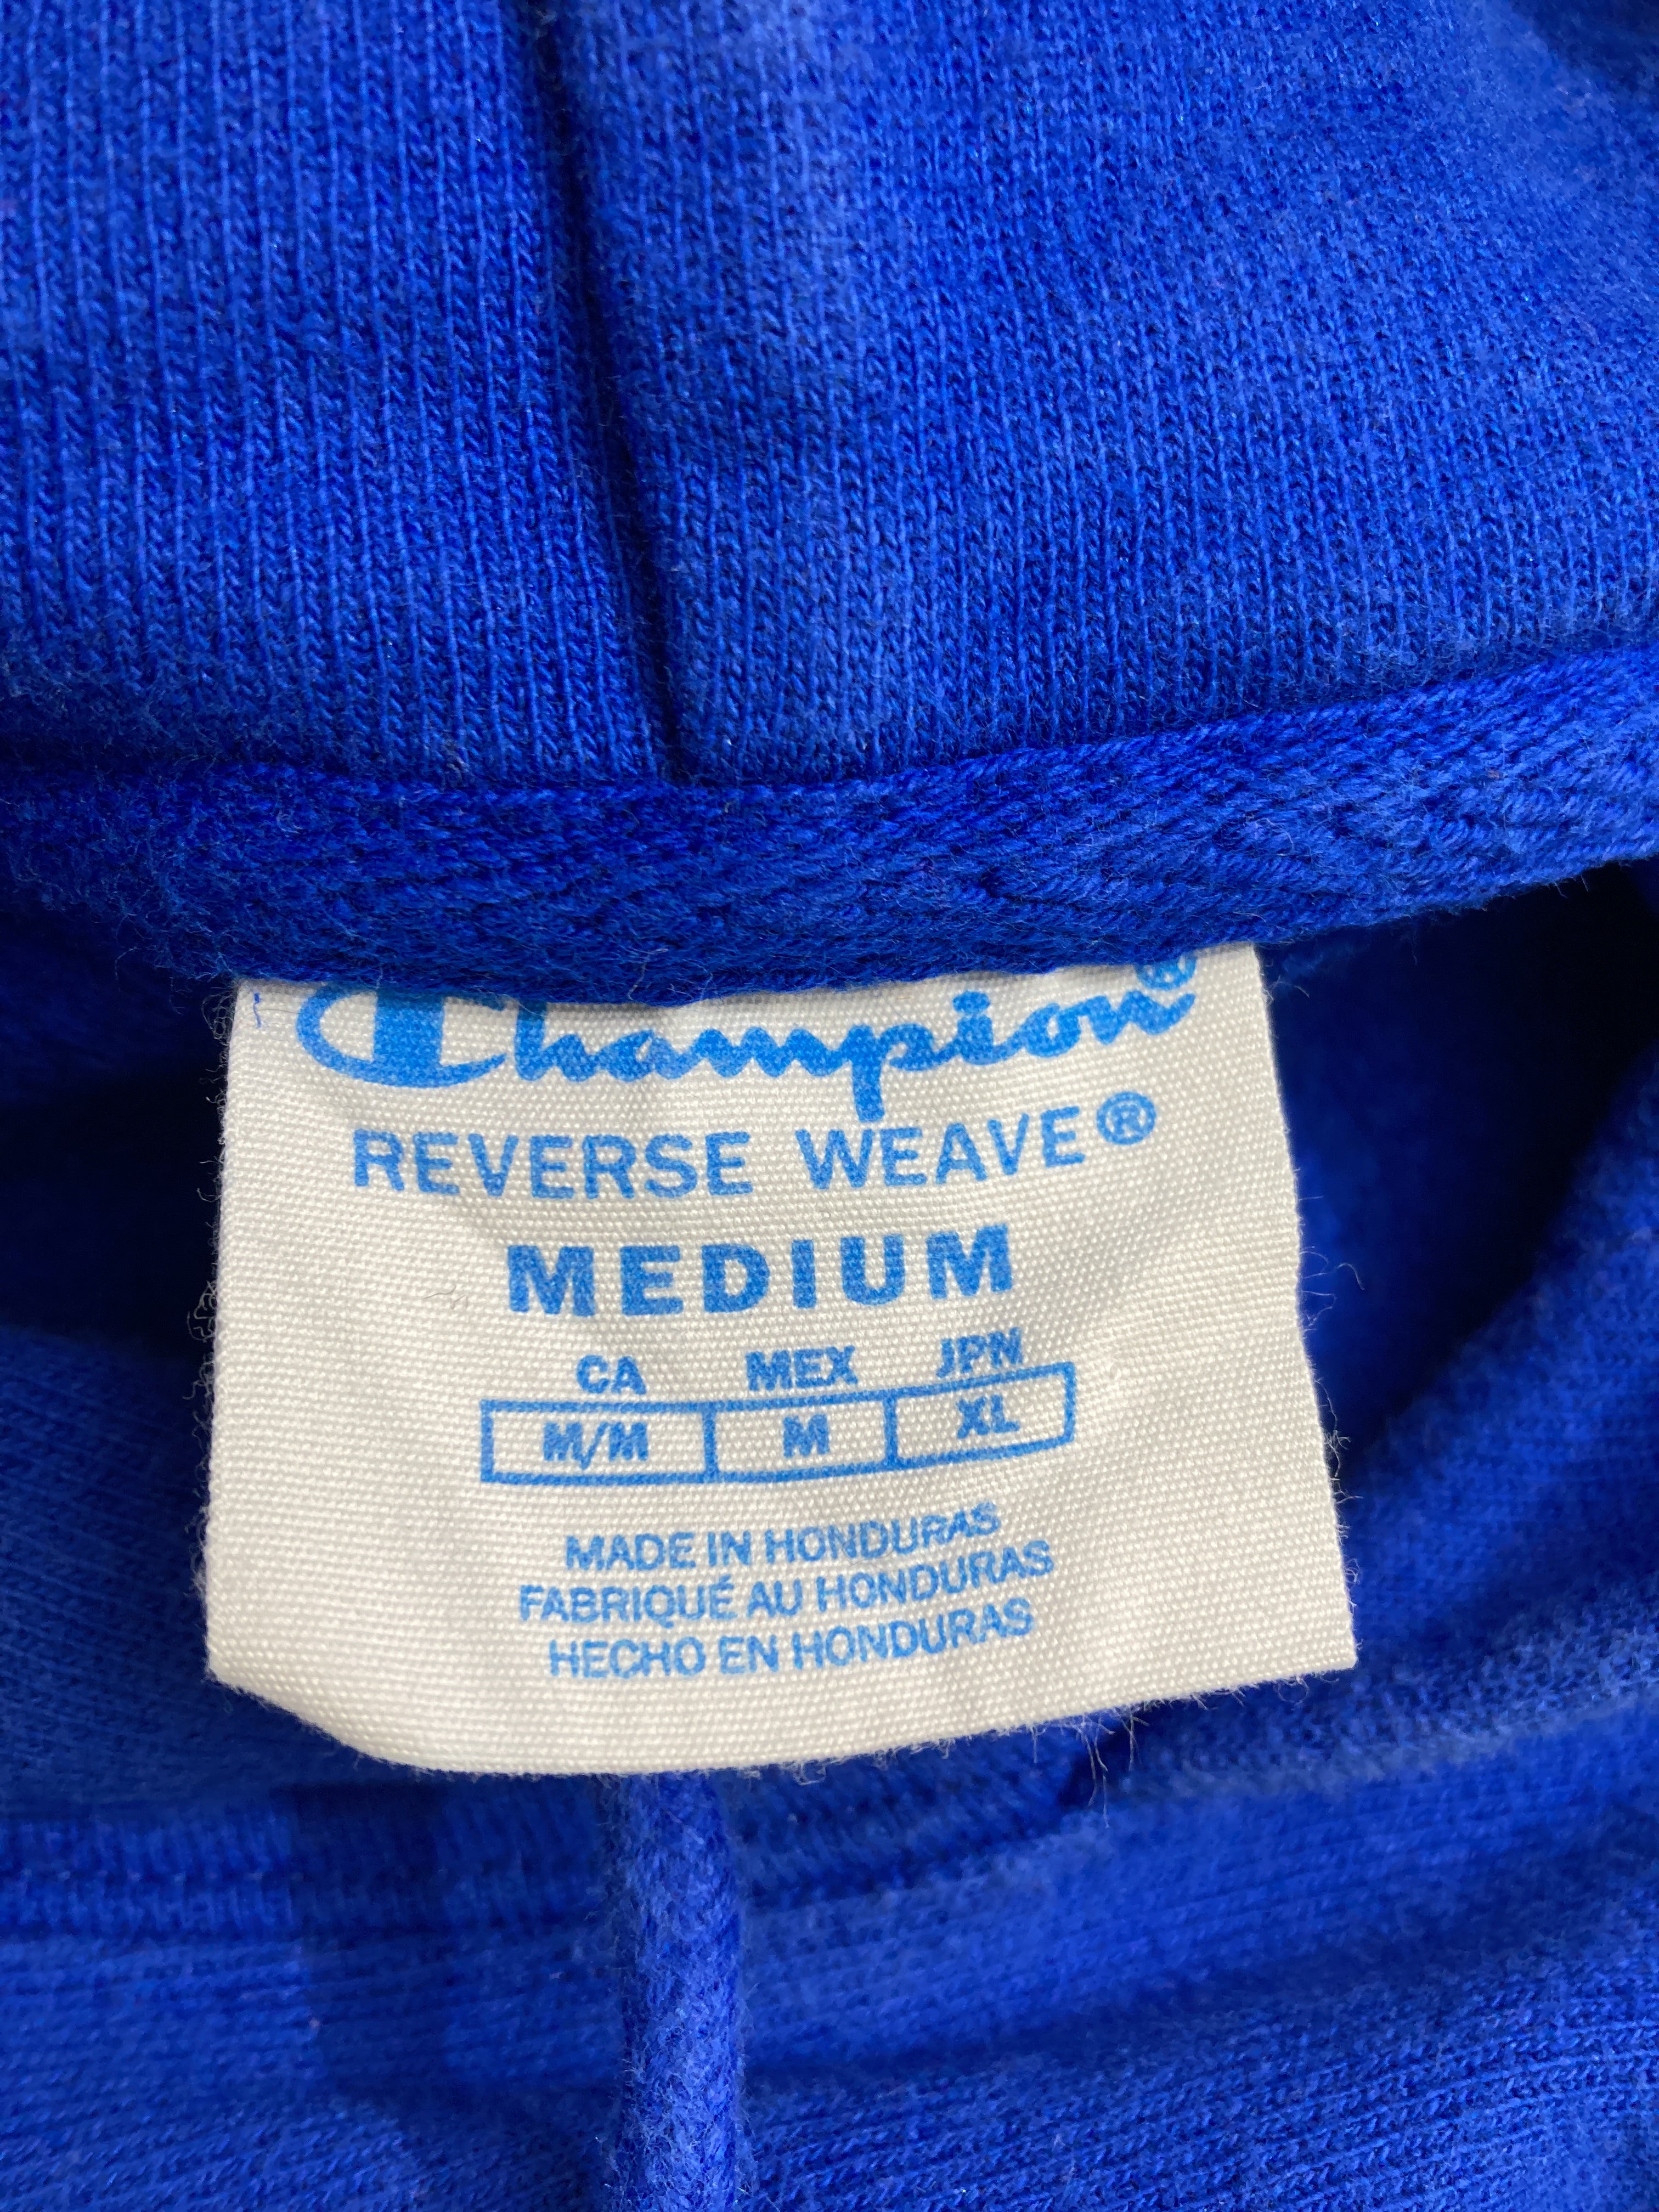 Champion®
REVERSE WEAVE®
MEDIUM
CA MEX JPN
M/M M XL
MADE IN HONDURAS
FABRIQUÉ AU HONDURAS
HECHO EN HONDURAS